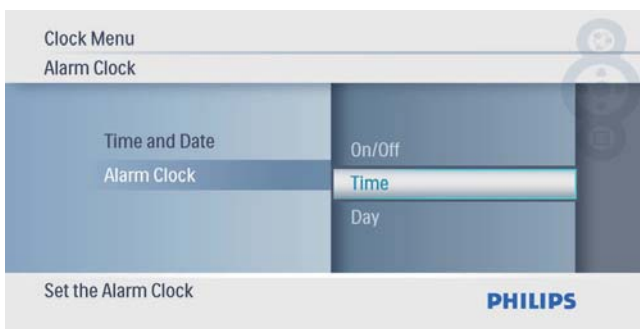 Clock Menu
Alarm Clock
Time and Date
Alarm Clock
On/Off
Time
Day
Set the Alarm Clock
PHILIPS